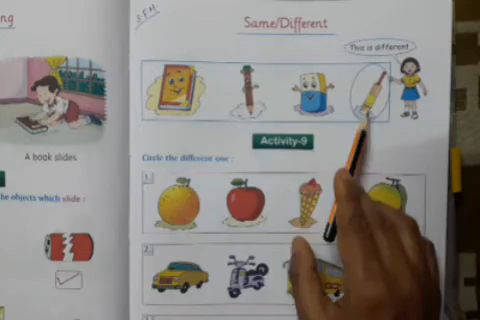 ng
Same/Different
This is different
Activity-9
Circle the different one :
1.
A book slides
he objects which slide :
2.